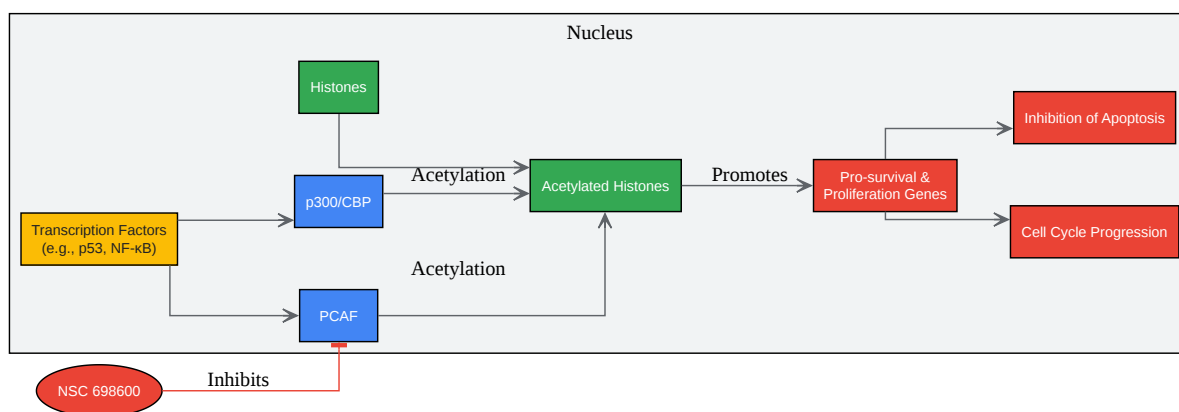 Nucleus
Histones
Inhibition of Apoptosis
Acetylation
Acetylated Histones
Promotes
Pro-survival &
Proliferation Genes
p300/CBP
Transcription Factors
(e.g., p53, NF-κB)
Cell Cycle Progression
Acetylation
PCAF
Inhibits
NSC 698600